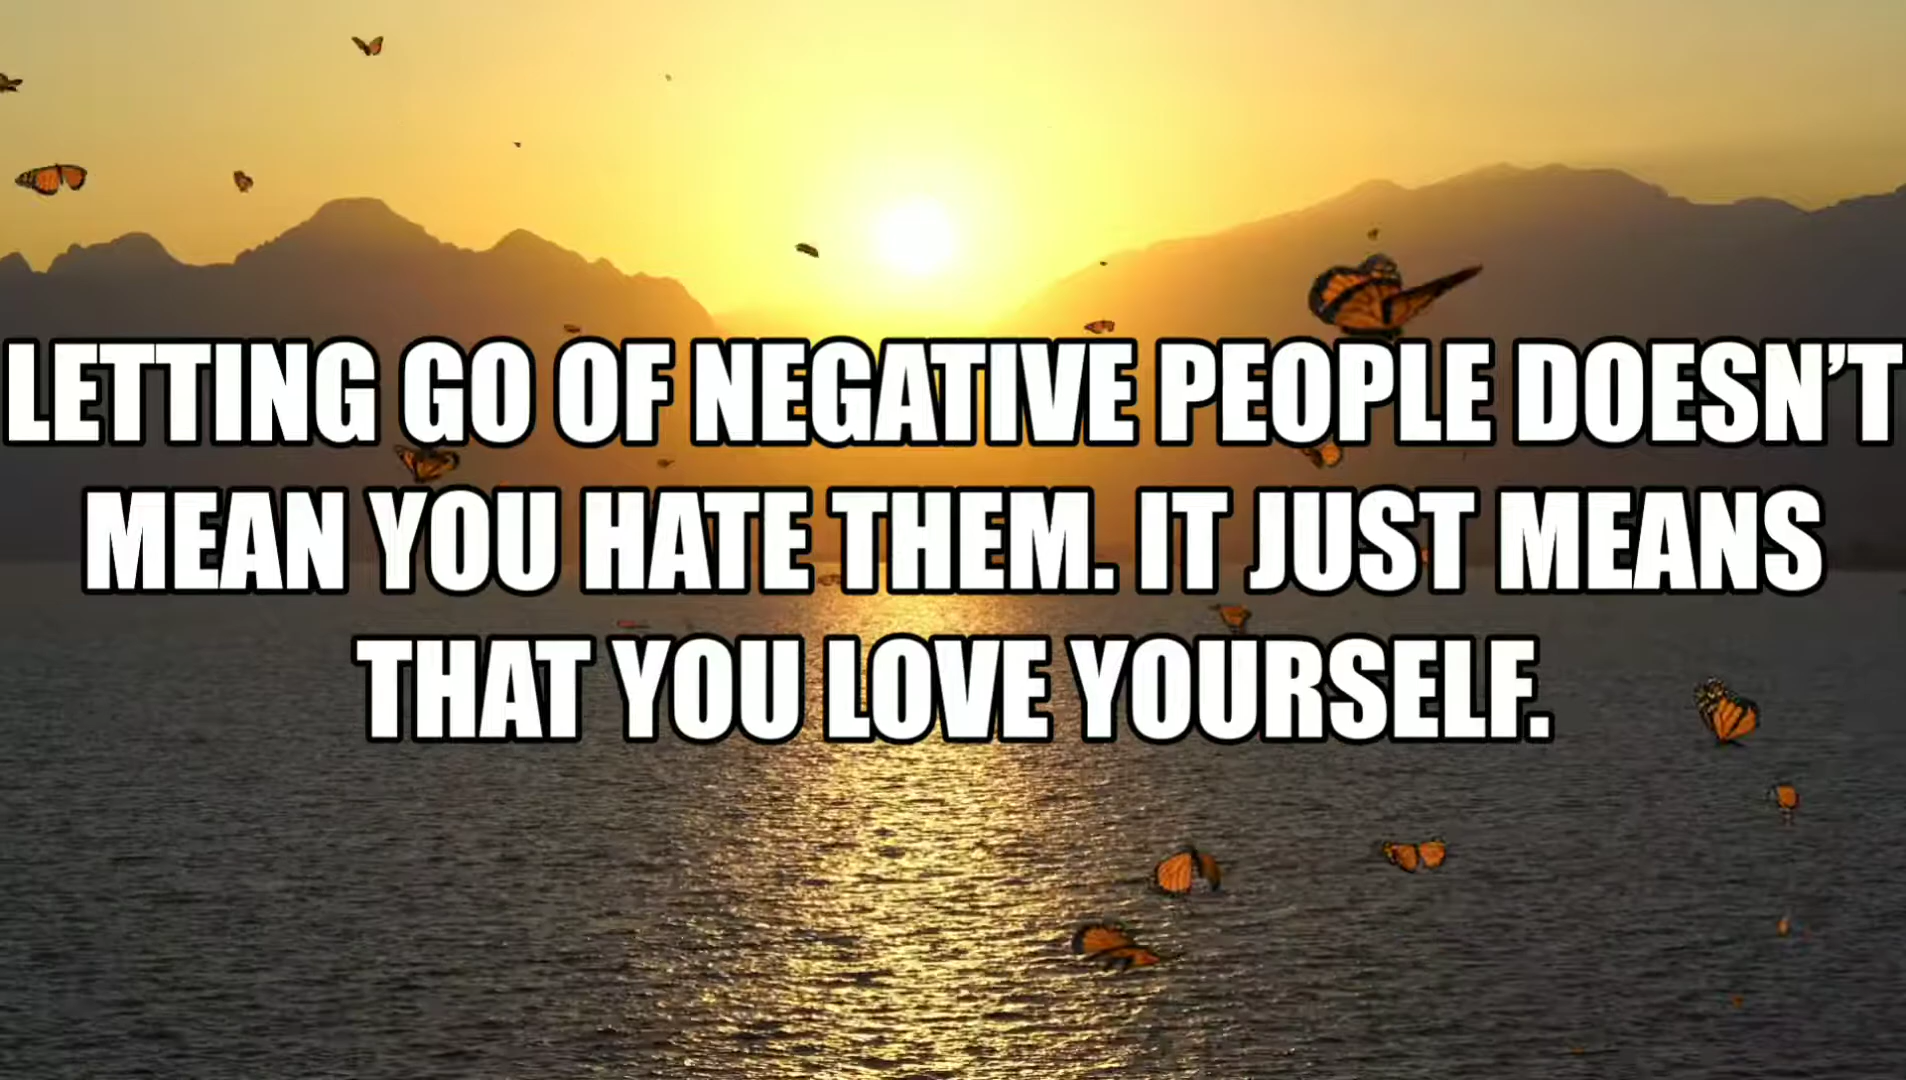 LETTING GO OF NEGATIVE PEOPLE DOESN’T
MEAN YOU HATE THEM. IT JUST MEANS
THAT YOU LOVE YOURSELF.